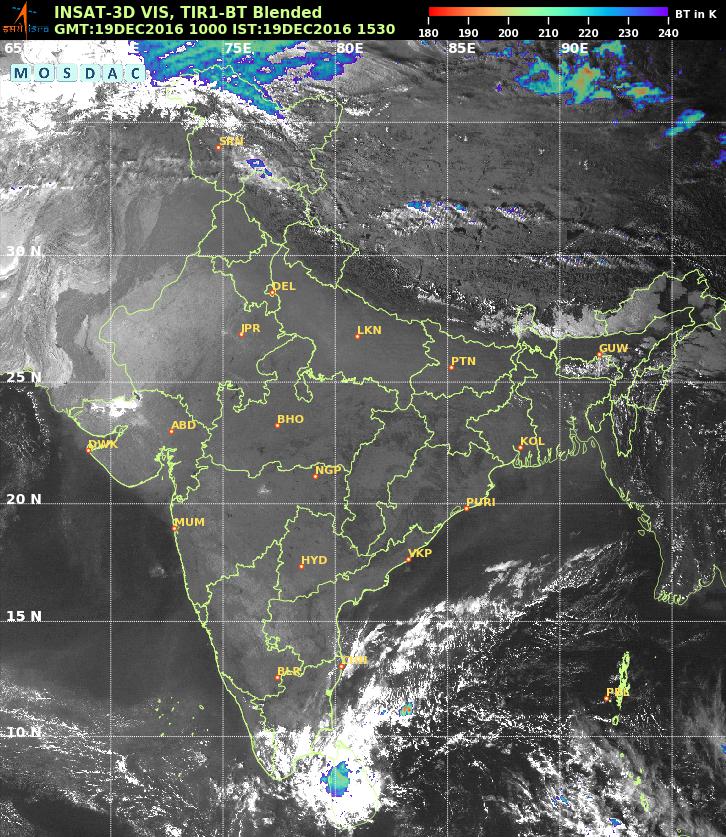 INSAT-3D VIS, TIR1-BT Blended
GMT:19DEC2016 1000 IST:19DEC2016 1530
BT in K
180 190 200 210 220 230 240
65 75E 80E 85E 90E
MOSDAC
SRN
30 N
DEL
JPR
LKN
GUW
PTN
25 N
ABD
BHO
DWK
KOL
NGP
20 N
PURI
MUM
VKP
HYD
15 N
BLR
10 N